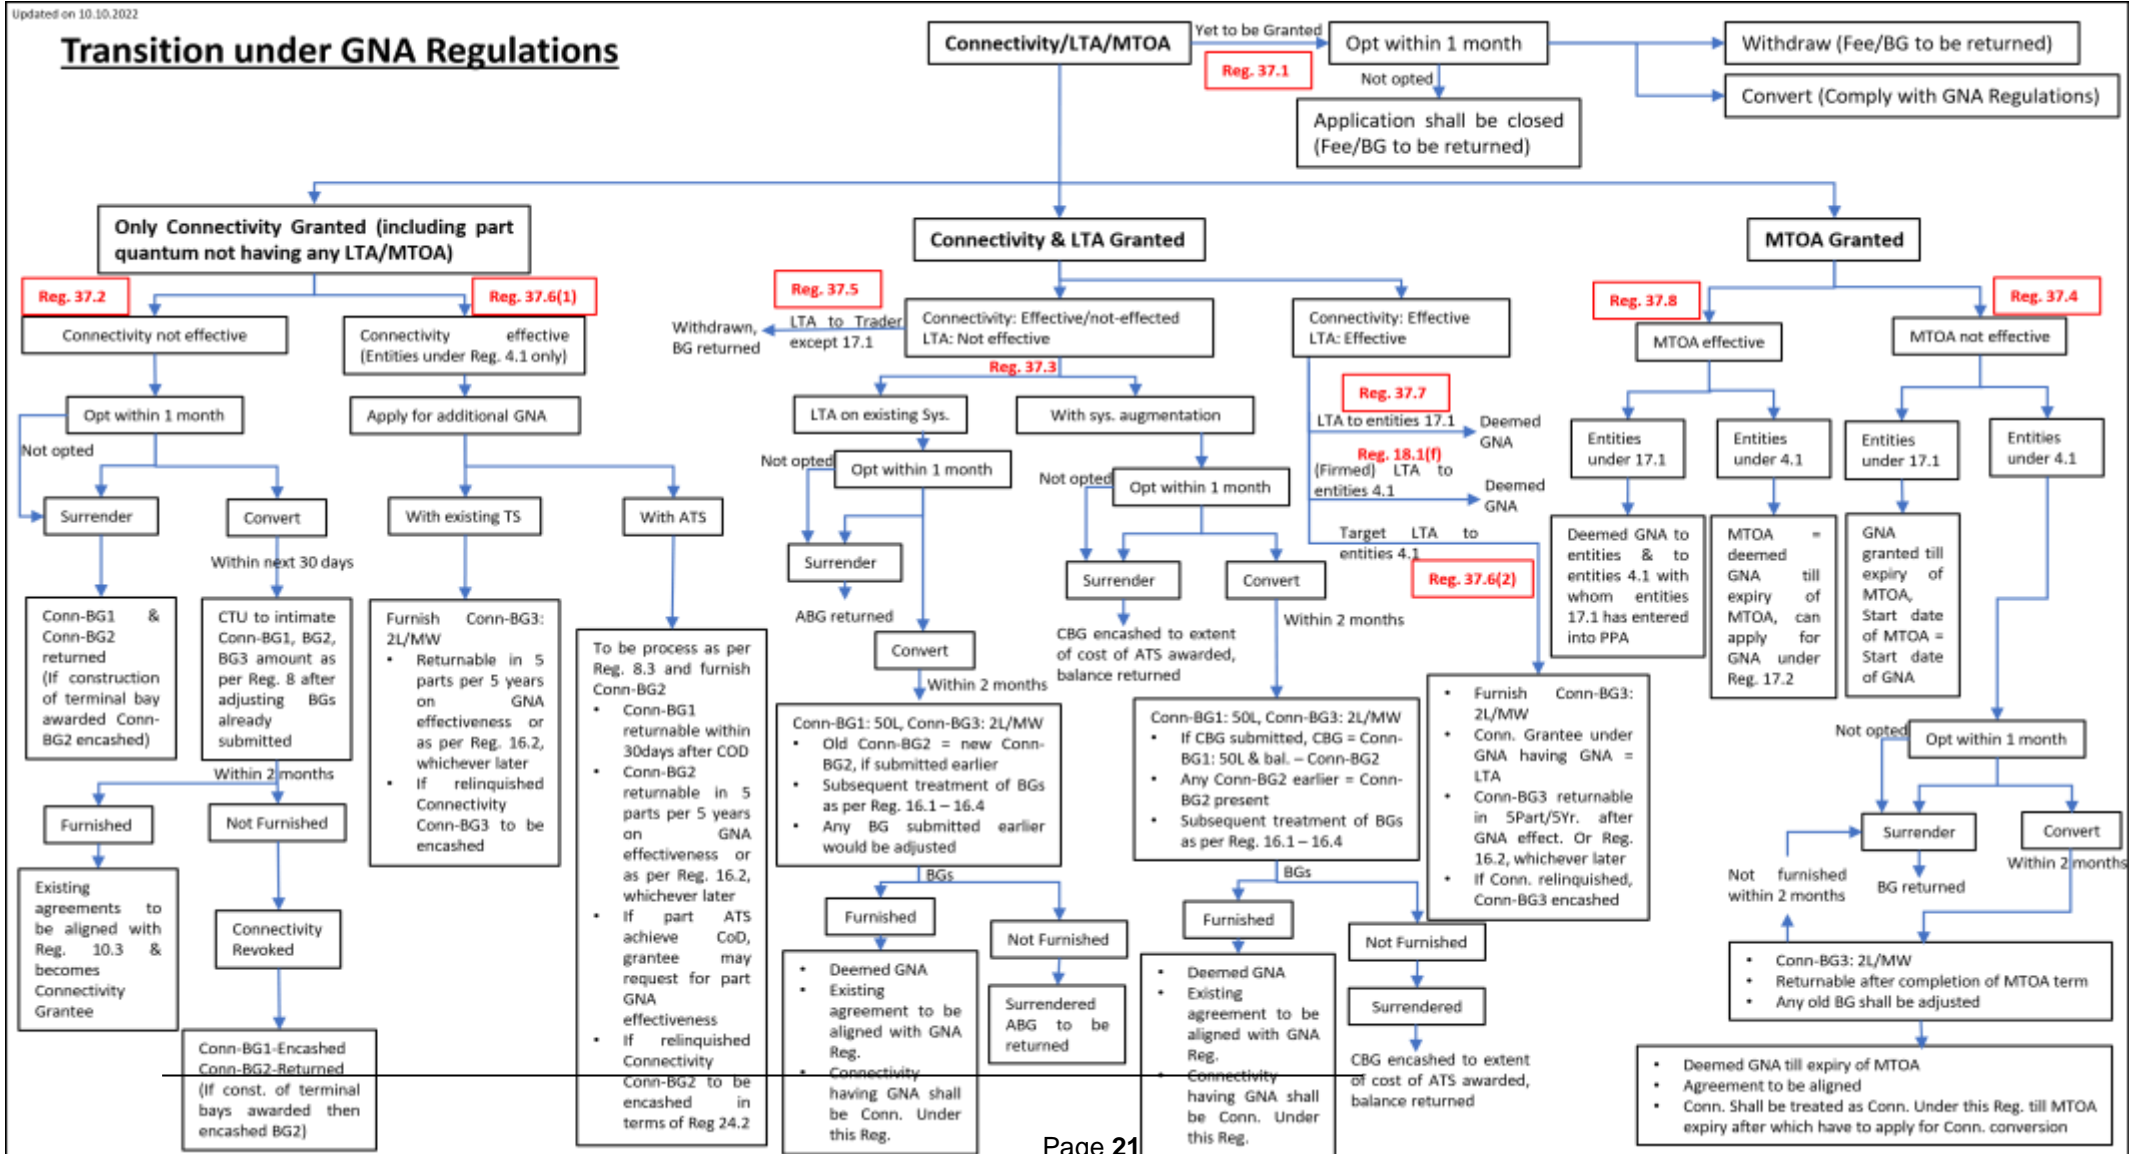 Updated on 10.10.2022
Transition under GNA Regulations
Connectivity/LTA/MTOA
Yet to be Granted
Reg. 37.1
Opt within 1 month
Not opted
Withdraw (Fee/BG to be returned)
Convert (Comply with GNA Regulations)
Application shall be closed
(Fee/BG to be returned)
Only Connectivity Granted (including part
quantum not having any LTA/MTOA)
Connectivity & LTA Granted
MTOA Granted
Reg. 37.2
Reg. 37.6(1)
Connectivity not effective
Connectivity effective
(Entities under Reg. 4.1 only)
Opt within 1 month
Not opted
Apply for additional GNA
Surrender
Convert
Within next 30 days
With existing TS
With ATS
Conn-BG1 &
Conn-BG2
returned
(If construction
of terminal bay
awarded Conn-
BG2 encashed)
CTU to intimate
Conn-BG1, BG2,
BG3 amount as
per Reg. 8 after
adjusting BGs
already
submitted
Within 2 months
Furnished
Not Furnished
Existing
agreements to
be aligned with
Reg. 10.3 &
becomes
Connectivity
Grantee
Connectivity
Revoked
Conn-BG1-Encashed
Conn-BG2-Returned
(If const. of terminal
bays awarded then
encashed BG2)
Furnish Conn-BG3:
2L/MW
• Returnable in 5
parts per 5 years
on GNA
effectiveness or
as per Reg. 16.2,
whichever later
• If relinquished
Connectivity
Conn-BG3 to be
encashed
To be process as per
Reg. 8.3 and furnish
Conn-BG2
• Conn-BG1
returnable within
30days after COD
• Conn-BG2
returnable in 5
parts per 5 years
on GNA
effectiveness or
as per Reg. 16.2,
whichever later
• If part ATS
achieve CoD,
grantee may
request for part
GNA
effectiveness
• If relinquished
Connectivity
Conn-BG2 to be
encashed in
terms of Reg 24.2
Reg. 37.5
Withdrawn,
BG returned
LTA to Trader
except 17.1
Connectivity: Effective/not-effected
LTA: Not effective
Reg. 37.3
Connectivity: Effective
LTA: Effective
LTA on existing Sys.
With sys. augmentation
Not opted
Opt within 1 month
Surrender
ABG returned
Convert
Within 2 months
Conn-BG1: 50L, Conn-BG3: 2L/MW
• Old Conn-BG2 = new Conn-
BG2, if submitted earlier
• Subsequent treatment of BGs
as per Reg. 16.1 – 16.4
• Any BG submitted earlier
would be adjusted
BGs
Furnished
Not Furnished
• Deemed GNA
• Existing
agreement to be
aligned with GNA
Reg.
• Connectivity
having GNA shall
be Conn. Under
this Reg.
Surrendered
ABG to be
returned
Not opted
Opt within 1 month
Surrender
Convert
CBG encashed to extent
of cost of ATS awarded,
balance returned
Within 2 months
Conn-BG1: 50L, Conn-BG3: 2L/MW
• If CBG submitted, CBG = Conn-
BG1: 50L & bal. – Conn-BG2
• Any Conn-BG2 earlier = Conn-
BG2 present
• Subsequent treatment of BGs
as per Reg. 16.1 – 16.4
BGs
Furnished
Not Furnished
• Deemed GNA
• Existing
agreement to be
aligned with GNA
Reg.
• Connectivity
having GNA shall
be Conn. Under
this Reg.
Surrendered
CBG encashed to extent
of cost of ATS awarded,
balance returned
Reg. 37.7
LTA to entities 17.1
Deemed
GNA
Reg. 18.1(f)
(Firmed) LTA to
entities 4.1
Deemed
GNA
Target LTA to
entities 4.1
Reg. 37.6(2)
• Furnish Conn-BG3:
2L/MW
• Conn. Grantee under
GNA having GNA =
LTA
• Conn-BG3 returnable
in 5Part/5Yr. after
GNA effect. Or Reg.
16.2, whichever later
• If Conn. relinquished,
Conn-BG3 encashed
Reg. 37.8
Reg. 37.4
MTOA effective
MTOA not effective
Entities
under 17.1
Entities
under 4.1
Entities
under 17.1
Entities
under 4.1
Deemed GNA to
entities & to
entities 4.1 with
whom entities
17.1 has entered
into PPA
MTOA =
deemed
GNA till
expiry of
MTOA, can
apply for
GNA under
Reg. 17.2
GNA
granted till
expiry of
MTOA,
Start date
of MTOA =
Start date
of GNA
Not opted
Opt within 1 month
Surrender
Convert
BG returned
Within 2 months
Not furnished
within 2 months
• Conn-BG3: 2L/MW
• Returnable after completion of MTOA term
• Any old BG shall be adjusted
• Deemed GNA till expiry of MTOA
• Agreement to be aligned
• Conn. Shall be treated as Conn. Under this Reg. till MTOA
expiry after which have to apply for Conn. conversion
Page 21